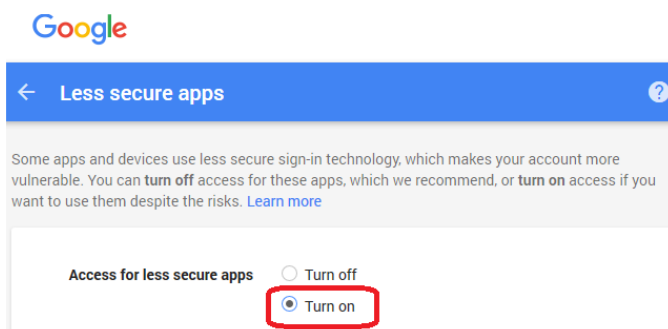 Google
Less secure apps
?
Some apps and devices use less secure sign-in technology, which makes your account more
vulnerable. You can turn off access for these apps, which we recommend, or turn on access if you
want to use them despite the risks. Learn more
Access for less secure apps
Turn off
Turn on